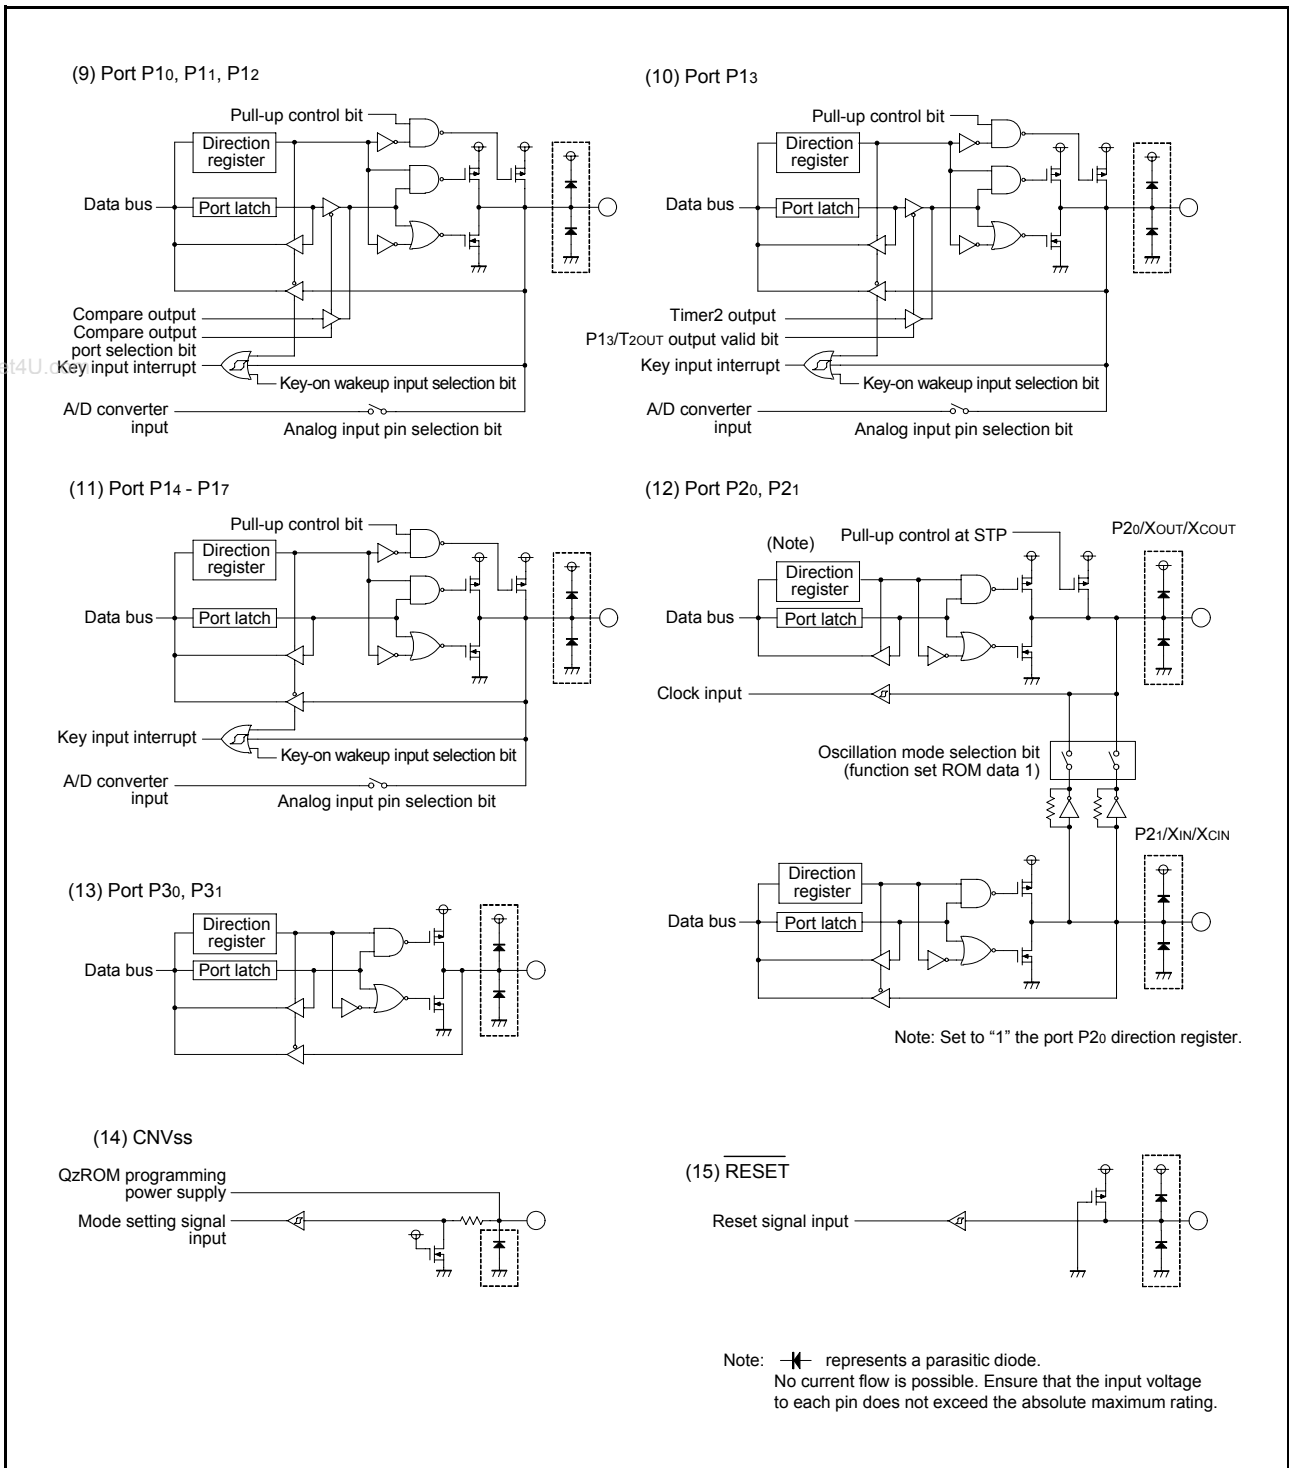 (9) Port P10, P11, P12
Pull-up control bit
Direction
register
Data bus
Port latch
Compare output
Compare output
port selection bit
Key input interrupt
Key-on wakeup input selection bit
A/D converter
input
Analog input pin selection bit
(10) Port P13
Pull-up control bit
Direction
register
Data bus
Port latch
Timer2 output
P13/T2OUT output valid bit
Key input interrupt
Key-on wakeup input selection bit
A/D converter
input
Analog input pin selection bit
(11) Port P14 - P17
Pull-up control bit
Direction
register
Data bus
Port latch
Key input interrupt
Key-on wakeup input selection bit
A/D converter
input
Analog input pin selection bit
(12) Port P20, P21
(Note)
Pull-up control at STP
P20/XOUT/XCOUT
Direction
register
Data bus
Port latch
Clock input
Oscillation mode selection bit
(function set ROM data 1)
P21/XIN/XCIN
Direction
register
Data bus
Port latch
Note: Set to “1” the port P20 direction register.
(13) Port P30, P31
Direction
register
Data bus
Port latch
(14) CNVss
QzROM programming
power supply
Mode setting signal
input
(15) RESET
Reset signal input
Note: represents a parasitic diode.
No current flow is possible. Ensure that the input voltage
to each pin does not exceed the absolute maximum rating.